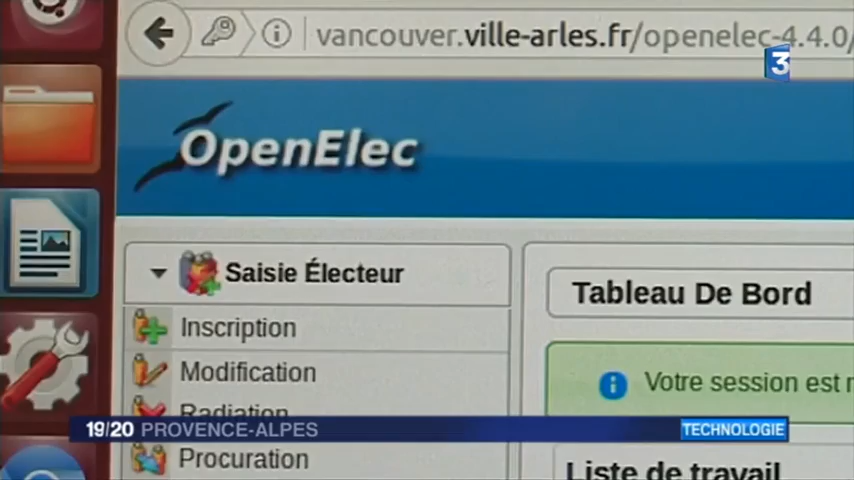 vancouver.ville-arles.fr/openelec-4.4.0/
3
OpenElec
Saisie Électeur
Tableau De Bord
Inscription
Modification
Votre session est
Radiation
19/20 PROVENCE-ALPES
TECHNOLOGIE
Procuration
Liste de travail